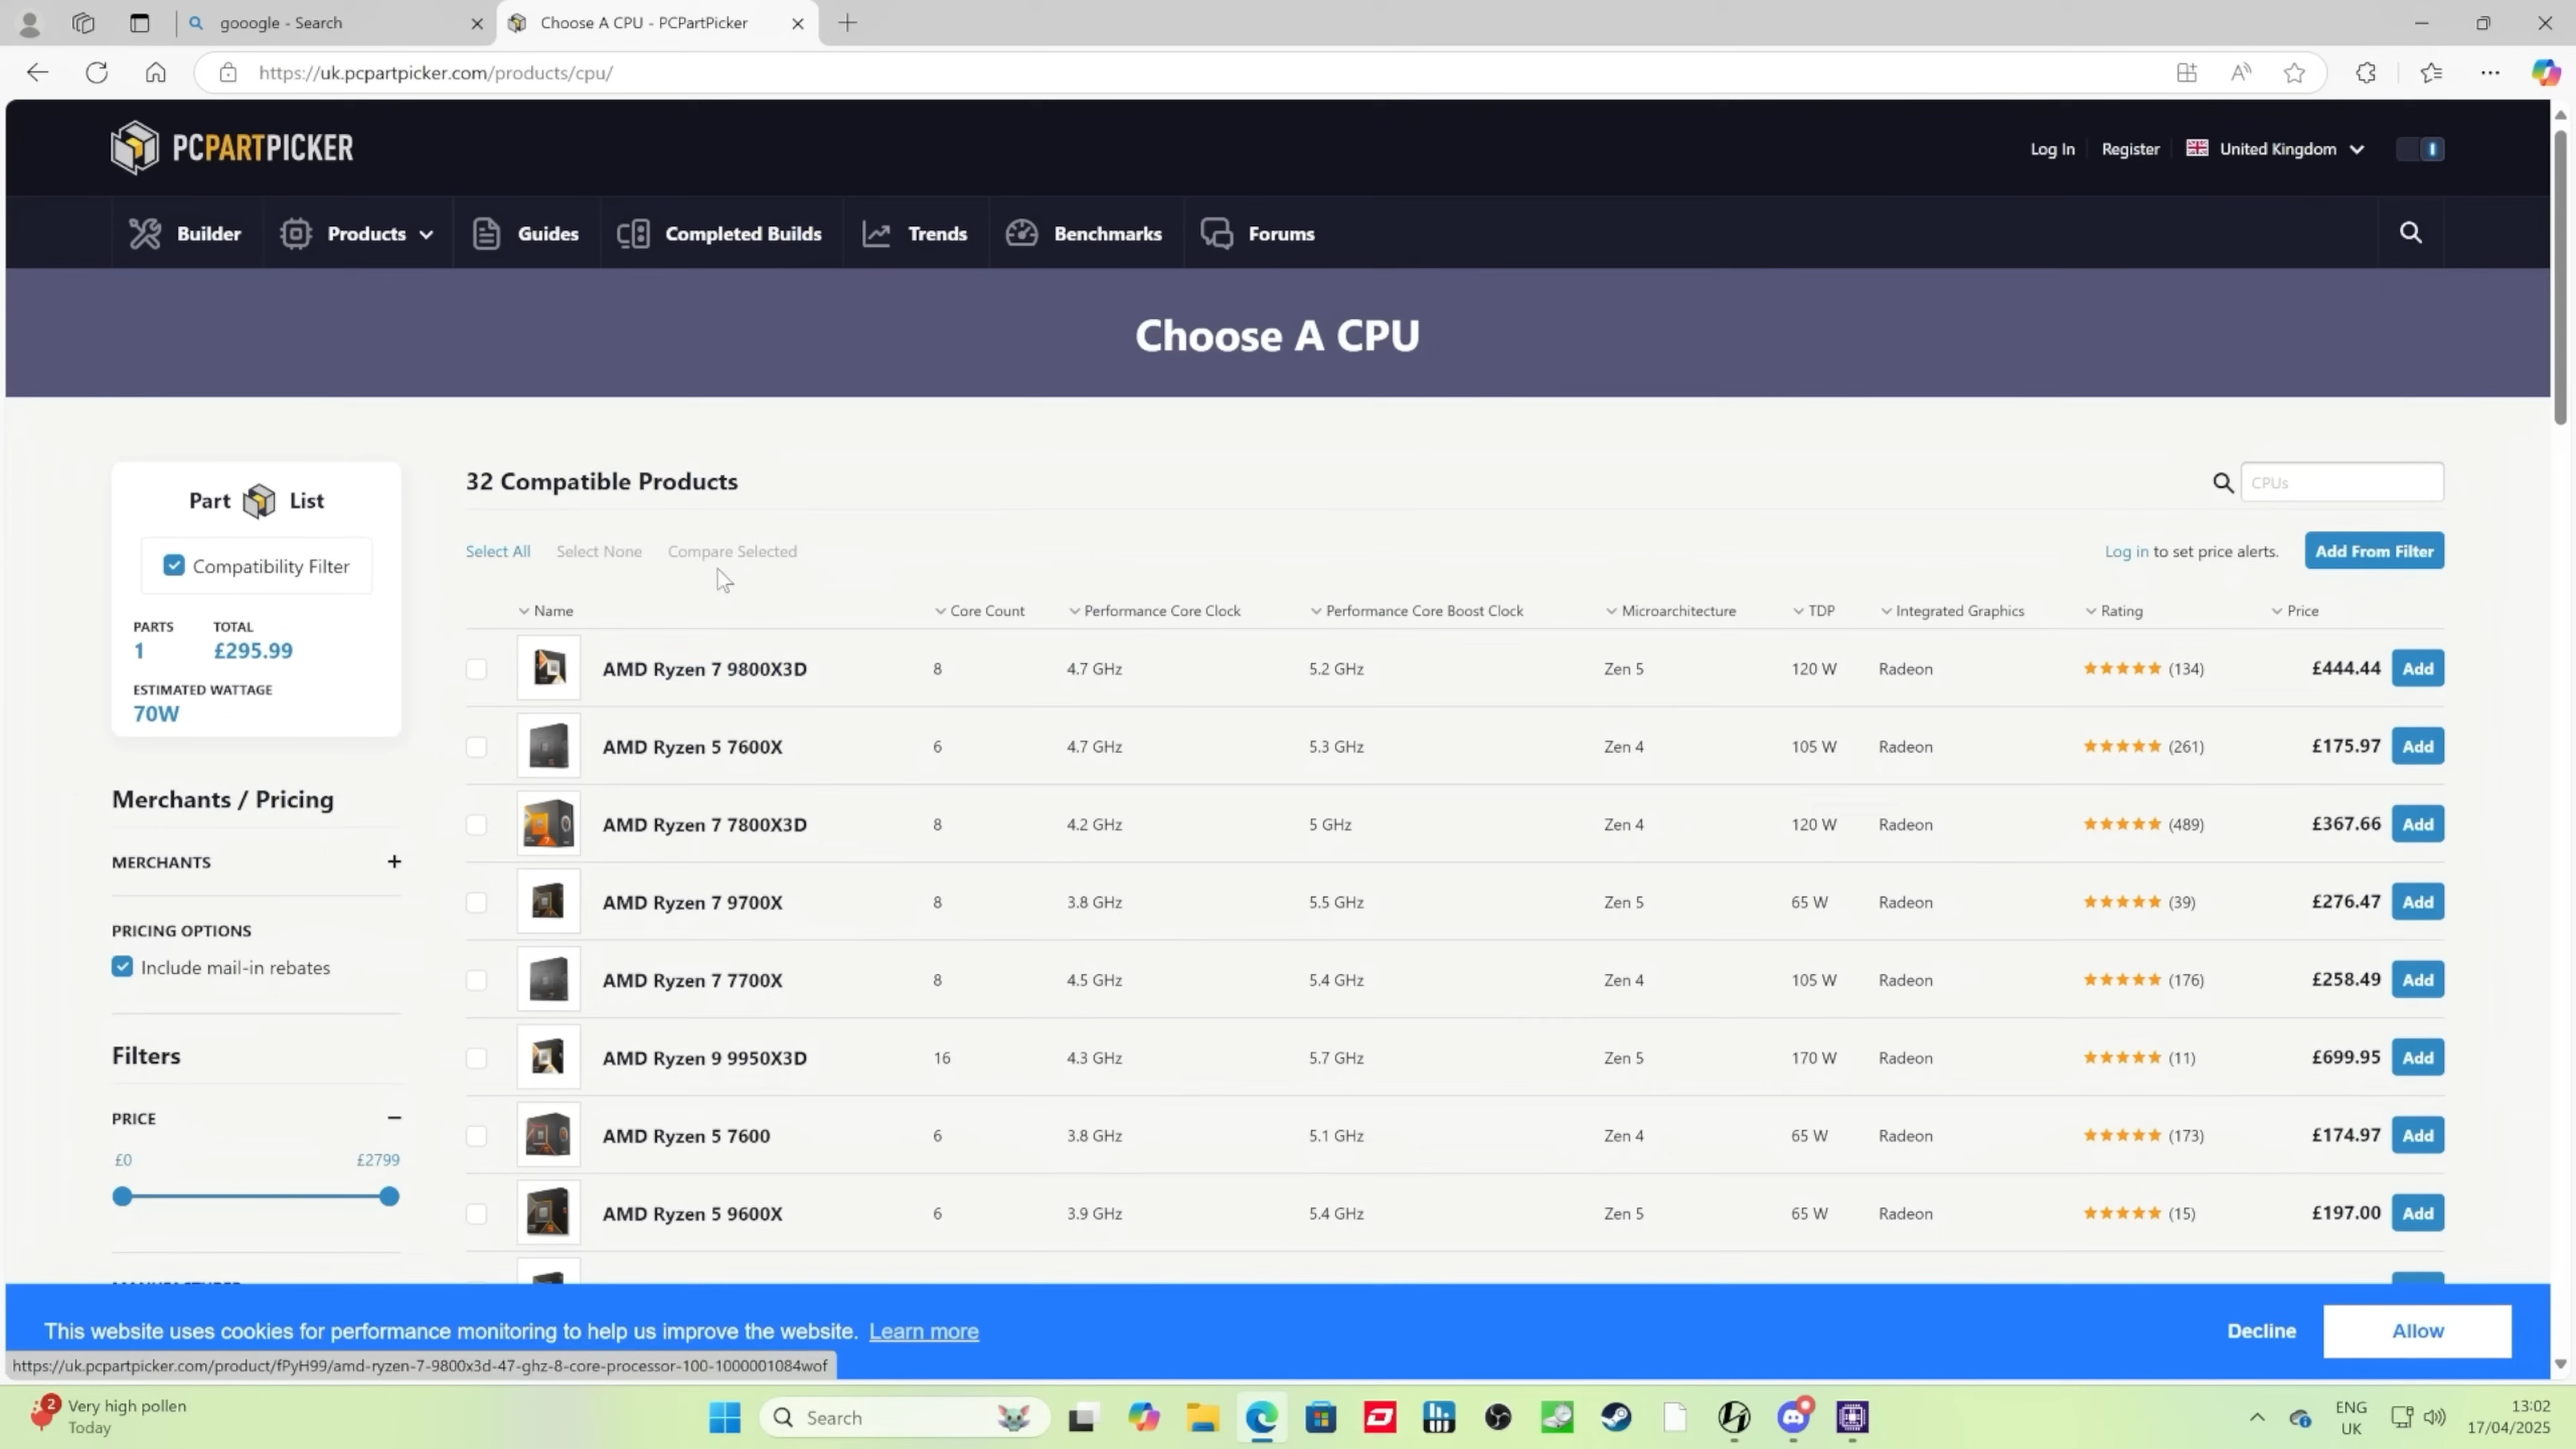 gooogle - Search
Choose A CPU - PCPartPicker
https://uk.pcpartpicker.com/products/cpu/
PCPARTPICKER
Log In
Register
United Kingdom
Builder
Products
Guides
Completed Builds
Trends
Benchmarks
Forums
Choose A CPU
Part List
Compatibility Filter
PARTS TOTAL
1 £295.99
ESTIMATED WATTAGE
70W
Merchants / Pricing
MERCHANTS +
PRICING OPTIONS
Include mail-in rebates
Filters
PRICE −
£0 £2799
32 Compatible Products
CPUs
Select All Select None Compare Selected
Log in to set price alerts. Add From Filter
Name Core Count Performance Core Clock Performance Core Boost Clock Microarchitecture TDP Integrated Graphics Rating Price
AMD Ryzen 7 9800X3D 8 4.7 GHz 5.2 GHz Zen 5 120 W Radeon (134) £444.44 Add
AMD Ryzen 5 7600X 6 4.7 GHz 5.3 GHz Zen 4 105 W Radeon (261) £175.97 Add
AMD Ryzen 7 7800X3D 8 4.2 GHz 5 GHz Zen 4 120 W Radeon (489) £367.66 Add
AMD Ryzen 7 9700X 8 3.8 GHz 5.5 GHz Zen 5 65 W Radeon (39) £276.47 Add
AMD Ryzen 7 7700X 8 4.5 GHz 5.4 GHz Zen 4 105 W Radeon (176) £258.49 Add
AMD Ryzen 9 9950X3D 16 4.3 GHz 5.7 GHz Zen 5 170 W Radeon (11) £699.95 Add
AMD Ryzen 5 7600 6 3.8 GHz 5.1 GHz Zen 4 65 W Radeon (173) £174.97 Add
AMD Ryzen 5 9600X 6 3.9 GHz 5.4 GHz Zen 5 65 W Radeon (15) £197.00 Add
This website uses cookies for performance monitoring to help us improve the website. Learn more
Decline
Allow
https://uk.pcpartpicker.com/product/fPyH99/amd-ryzen-7-9800x3d-47-ghz-8-core-processor-100-1000001084wof
2
Very high pollen
Today
Search
ENG
UK
13:02
17/04/2025